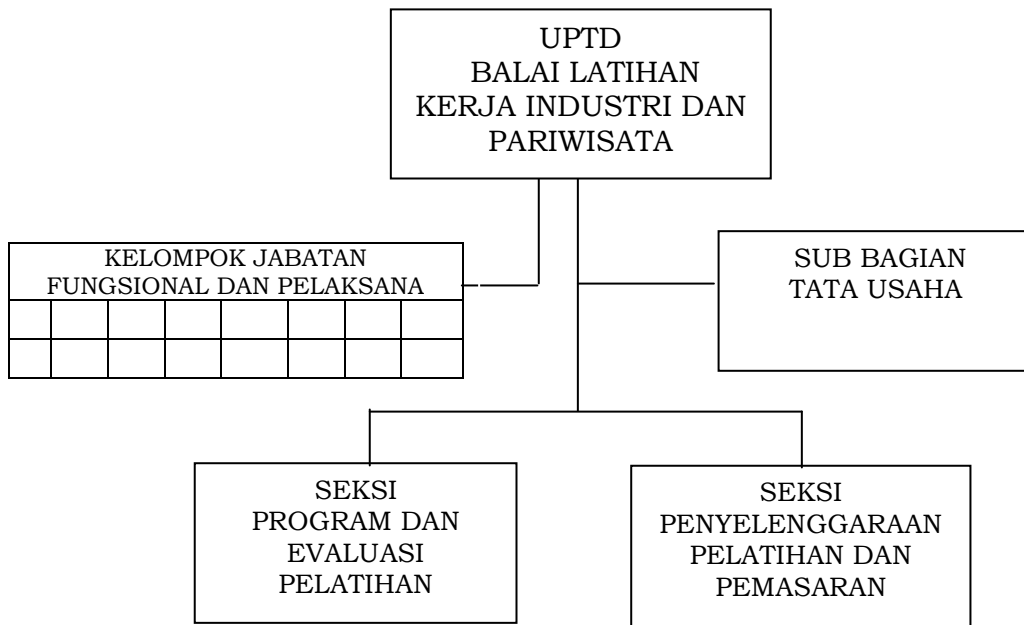 UPTD
BALAI LATIHAN
KERJA INDUSTRI DAN
PARIWISATA
KELOMPOK JABATAN
FUNGSIONAL DAN PELAKSANA
SUB BAGIAN
TATA USAHA
SEKSI
PROGRAM DAN
EVALUASI
PELATIHAN
SEKSI
PENYELENGGARAAN
PELATIHAN DAN
PEMASARAN